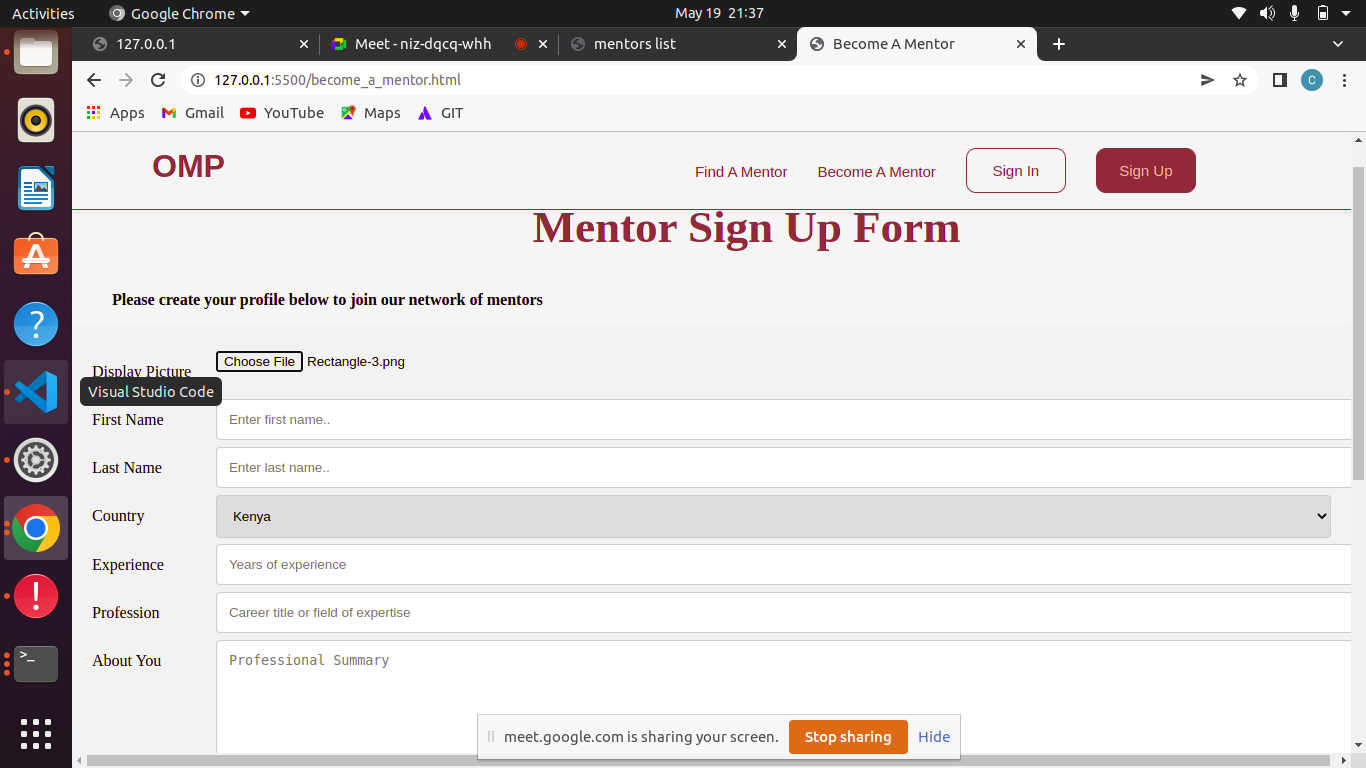 Activities Google Chrome May 19 21:37
127.0.0.1 Meet - niz-dqcq-whh mentors list Become A Mentor
127.0.0.1:5500/become_a_mentor.html C
Apps Gmail YouTube Maps GIT
OMP Find A Mentor Become A Mentor Sign In Sign Up
Mentor Sign Up Form
Please create your profile below to join our network of mentors
Display Picture Choose File Rectangle-3.png
Visual Studio Code
First Name Enter first name..
Last Name Enter last name..
Country Kenya
Experience Years of experience
Profession Career title or field of expertise
About You Professional Summary
meet.google.com is sharing your screen. Stop sharing Hide